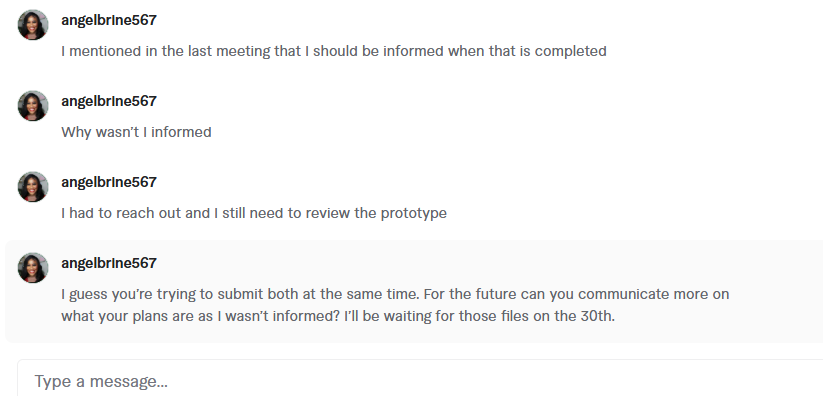 angelbrine567
I mentioned in the last meeting that I should be informed when that is completed
angelbrine567
Why wasn't I informed
angelbrine567
I had to reach out and I still need to review the prototype
angelbrine567
I guess you're trying to submit both at the same time. For the future can you communicate more on
what your plans are as I wasn't informed? I'll be waiting for those files on the 30th.
Type a message...